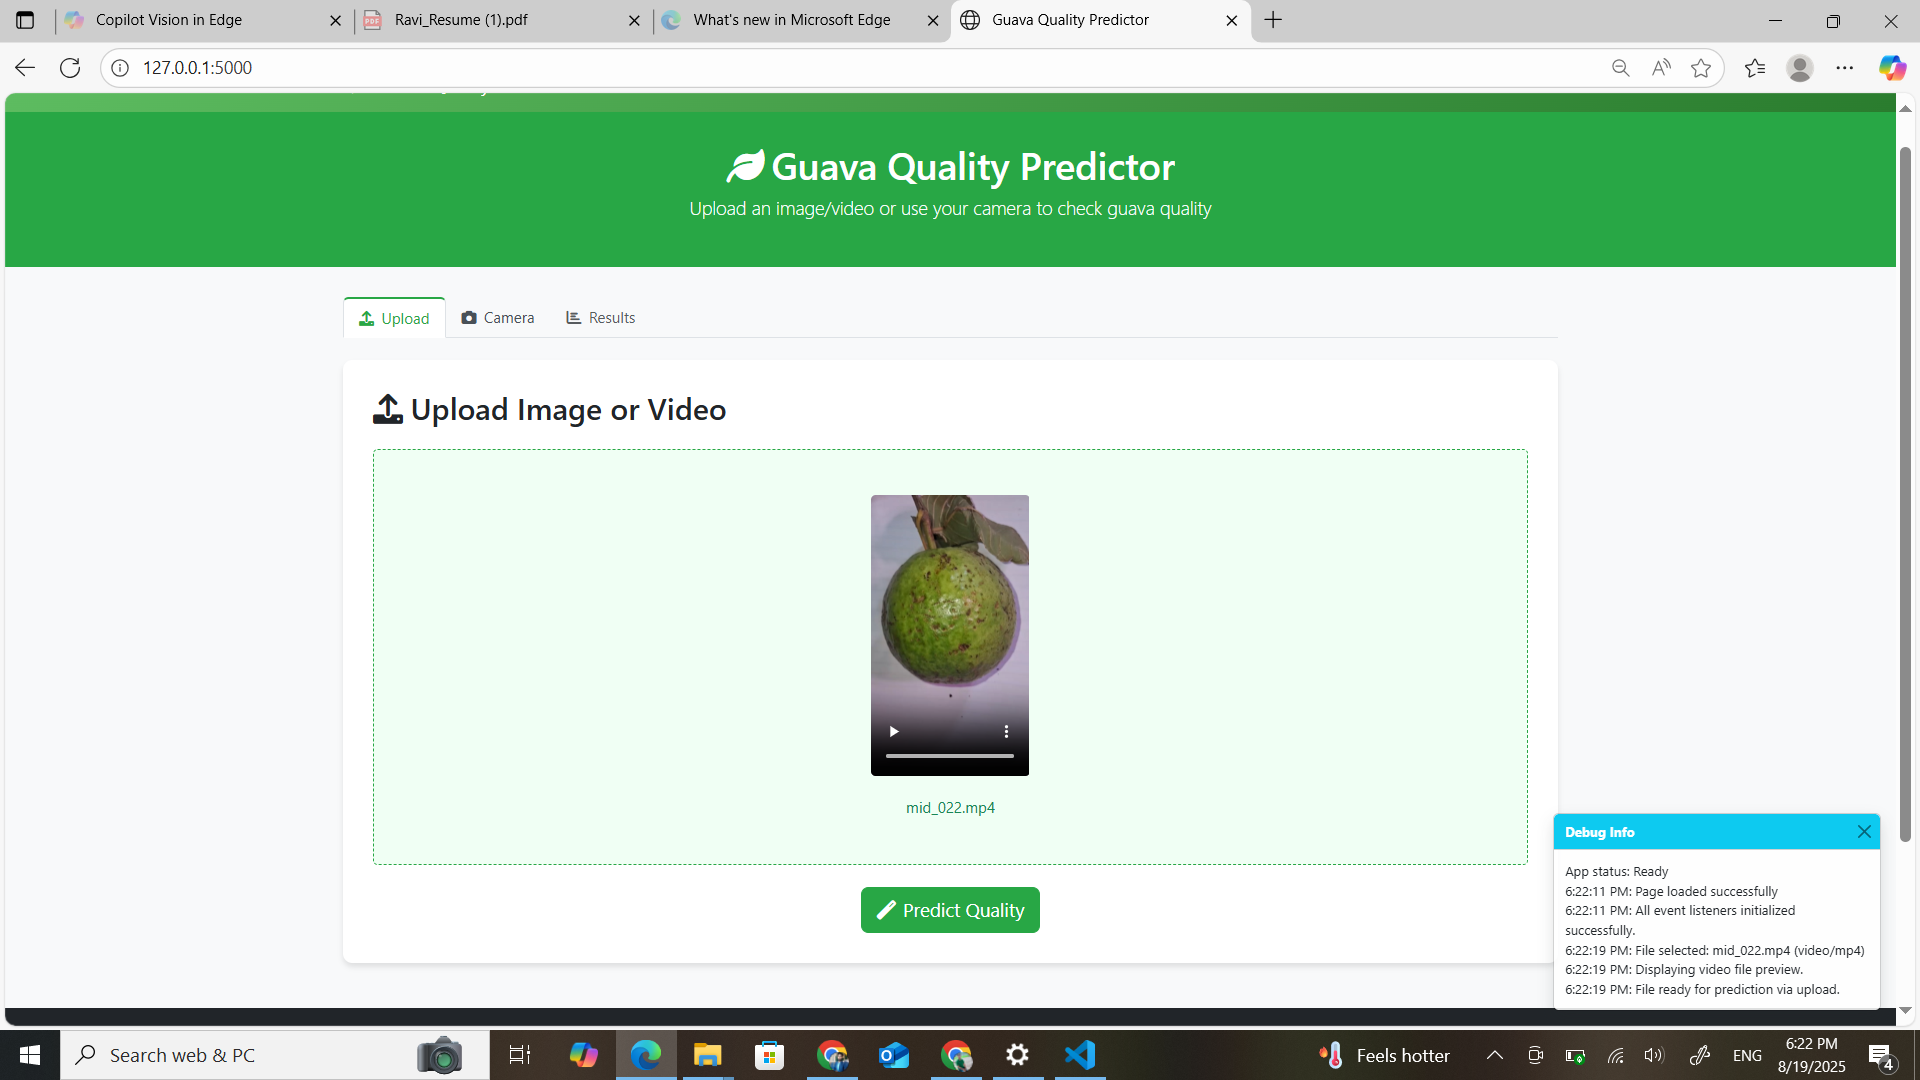 Copilot Vision in Edge
Ravi_Resume (1).pdf
What's new in Microsoft Edge
Guava Quality Predictor
127.0.0.1:5000
Guava Quality Predictor
Upload an image/video or use your camera to check guava quality
Upload
Camera
Results
Upload Image or Video
mid_022.mp4
Predict Quality
Debug Info
App status: Ready
6:22:11 PM: Page loaded successfully
6:22:11 PM: All event listeners initialized
successfully.
6:22:19 PM: File selected: mid_022.mp4 (video/mp4)
6:22:19 PM: Displaying video file preview.
6:22:19 PM: File ready for prediction via upload.
Search web & PC
Feels hotter
ENG
6:22 PM
8/19/2025
4